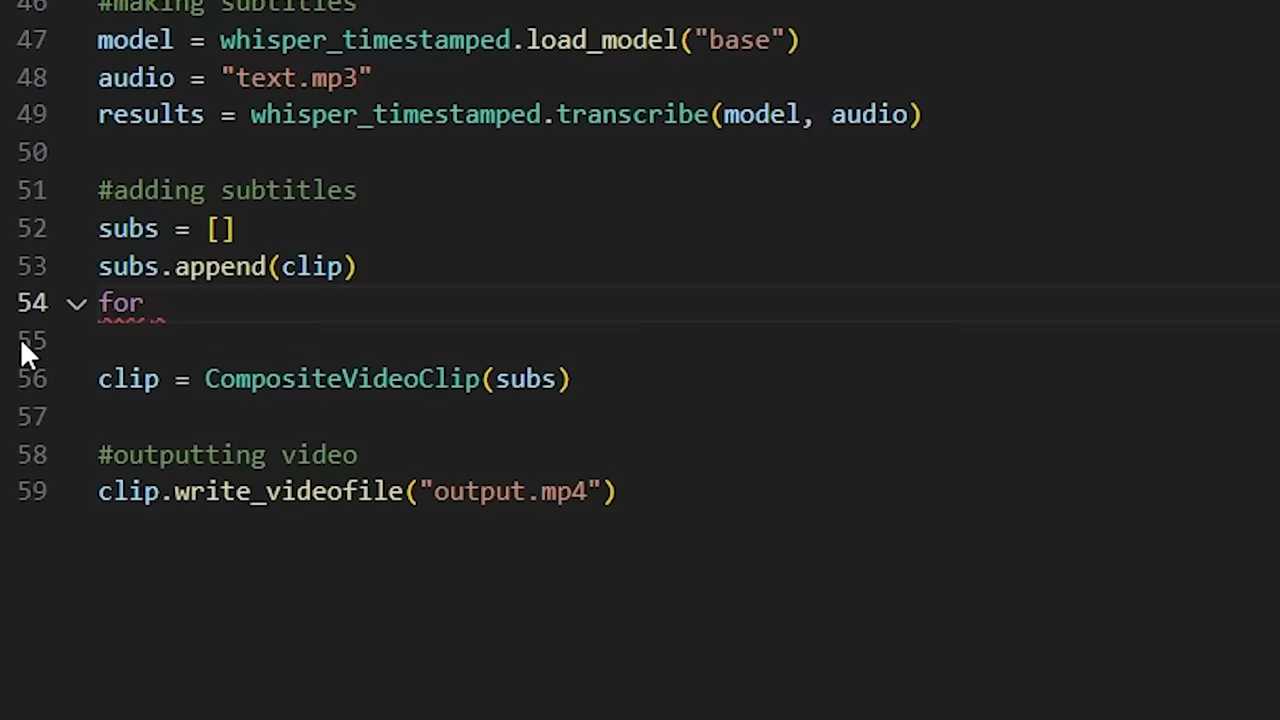 46 #making subtitles
47 model = whisper_timestamped.load_model("base")
48 audio = "text.mp3"
49 results = whisper_timestamped.transcribe(model, audio)
50
51 #adding subtitles
52 subs = []
53 subs.append(clip)
54 for
55
56 clip = CompositeVideoClip(subs)
57
58 #outputting video
59 clip.write_videofile("output.mp4")